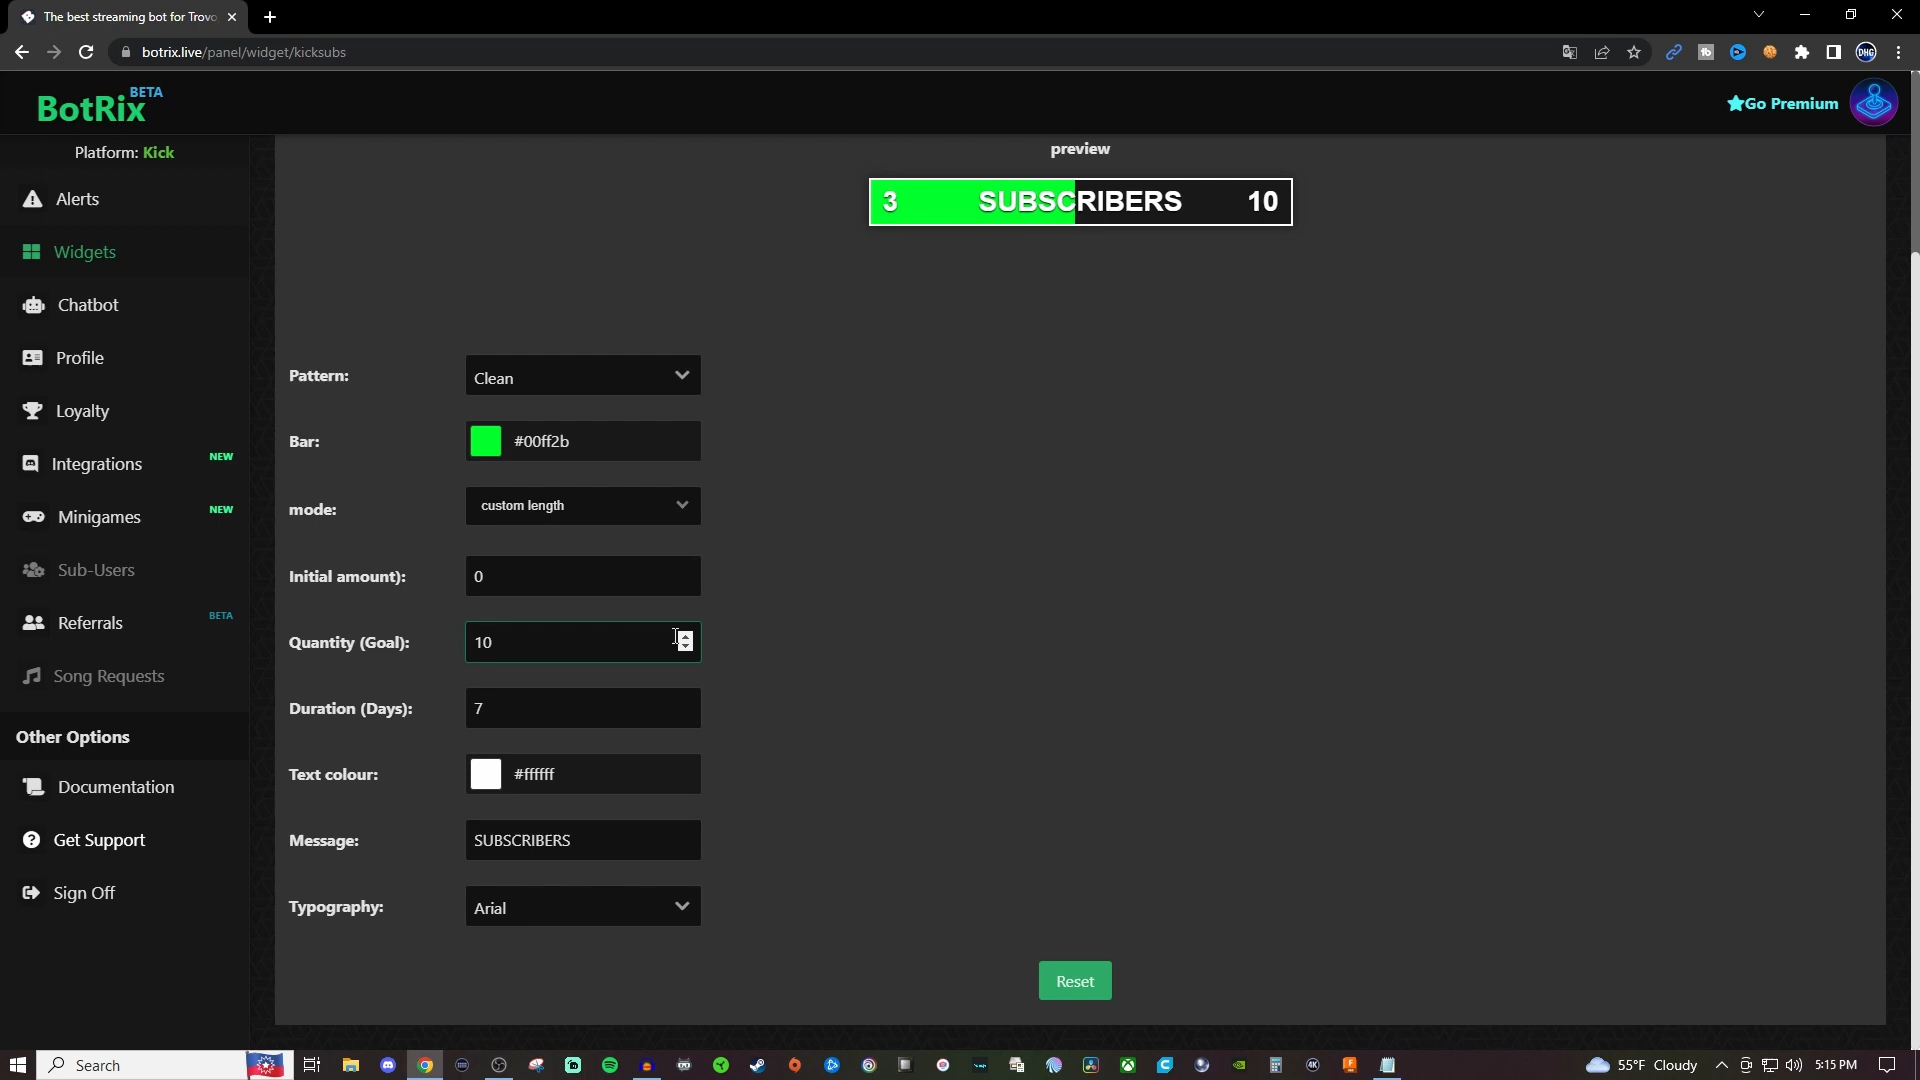 The best streaming bot for Trovo
botrix.live/panel/widget/kicksubs
BotRix BETA
Go Premium
Platform: Kick
Alerts
Widgets
Chatbot
Profile
Loyalty
Integrations NEW
Minigames NEW
Sub-Users
Referrals BETA
Song Requests
Other Options
Documentation
Get Support
Sign Off
preview
3 SUBSCRIBERS 10
Pattern: Clean
Bar: #00ff2b
mode: custom length
Initial amount): 0
Quantity (Goal): 10
Duration (Days): 7
Text colour: #ffffff
Message: SUBSCRIBERS
Typography: Arial
Reset
Search
55°F Cloudy
5:15 PM